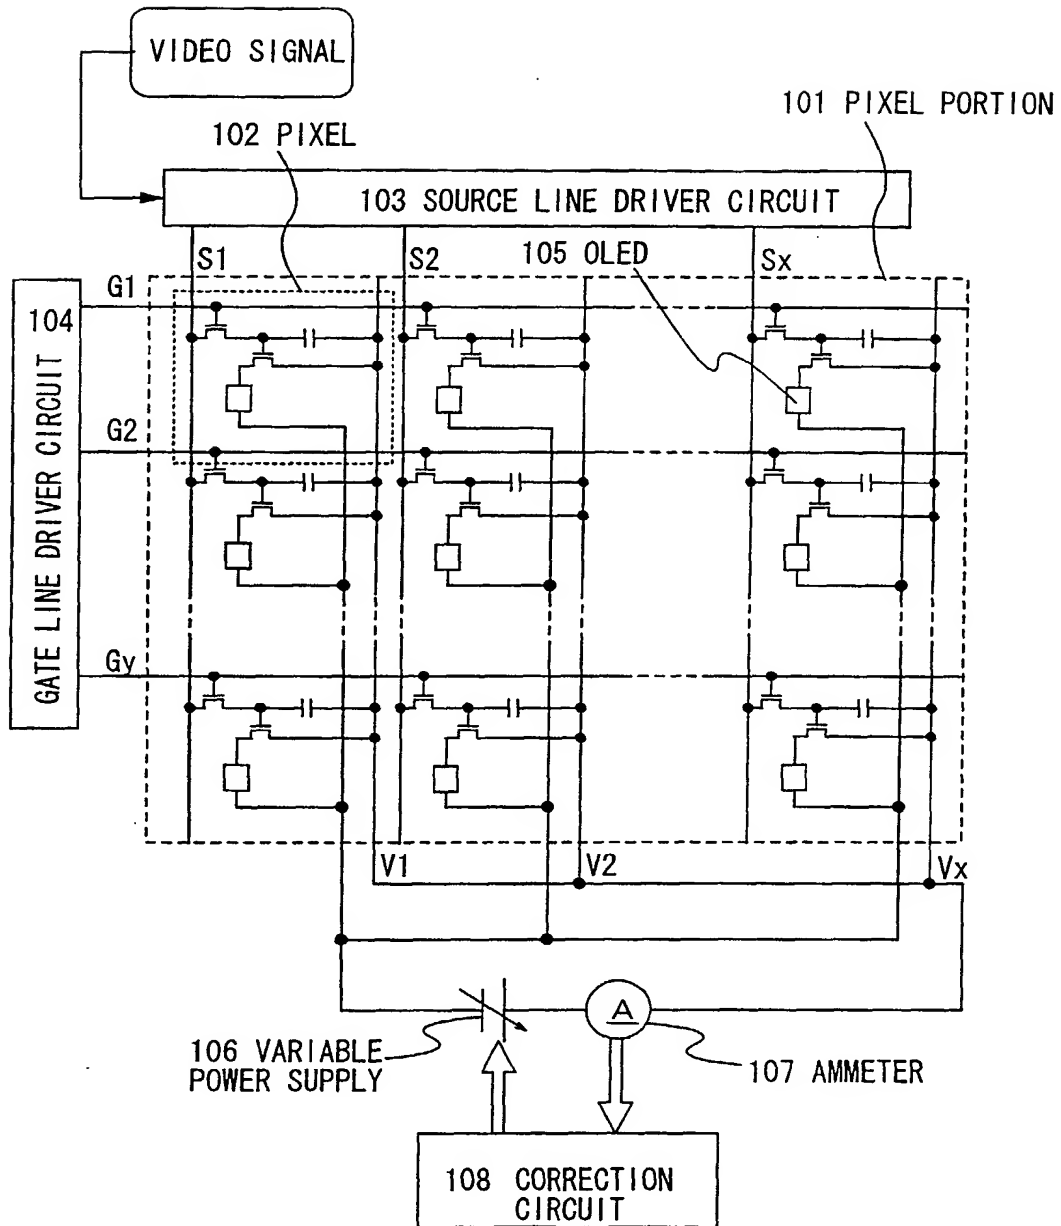 VIDEO SIGNAL
101 PIXEL PORTION
102 PIXEL
103 SOURCE LINE DRIVER CIRCUIT
S1
S2
105 OLED
Sx
G1
104
GATE LINE DRIVER CIRCUIT
G2
Gy
V1
V2
Vx
A
106 VARIABLE
POWER SUPPLY
107 AMMETER
108 CORRECTION
CIRCUIT